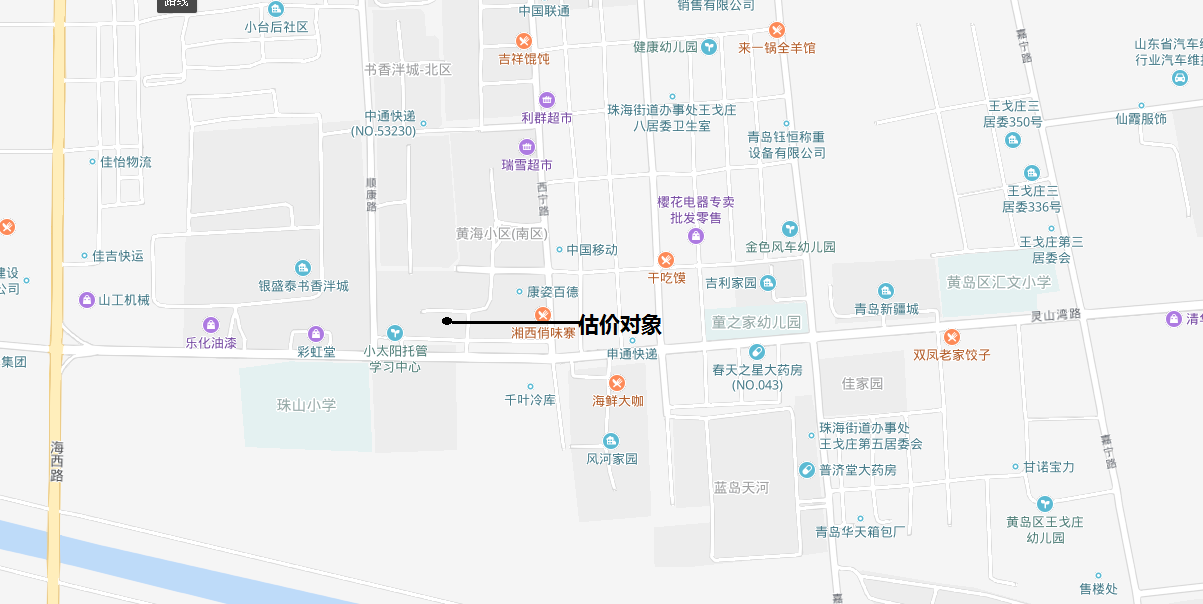 路线
小台后社区
中国联通
销售有限公司
吉祥馄饨
健康幼儿园
来一锅全羊馆
嘉宁路
山东省汽车维
行业汽车维护
书香泮城-北区
利群超市
中通快递
(NO.53230)
珠海街道办事处王戈庄
八居委卫生室
王戈庄三
居委350号
仙霞服饰
青岛钰恒称重
设备有限公司
佳怡物流
瑞雪超市
顺康路
西宁路
王戈庄三
居委336号
樱花电器专卖
批发零售
黄海小区(南区)
中国移动
金色风车幼儿园
王戈庄第三
居委会
佳吉快运
建设
公司
银盛泰书香泮城
干吃馍
吉利家园
黄岛区汇文小学
山工机械
康姿百德
青岛新疆城
灵山湾路
清华
乐化油漆
彩虹堂
湘西俏味寨
估价对象
童之家幼儿园
小太阳托管
学习中心
申通快递
双凤老家饺子
集团
春天之星大药房
(NO.043)
佳家园
珠山小学
千叶冷库
海鲜大咖
珠海街道办事处
王戈庄第五居委会
海西路
风河家园
嘉宁路
普济堂大药房
甘诺宝力
蓝岛天河
青岛华天箱包厂
黄岛区王戈庄
幼儿园
售楼处